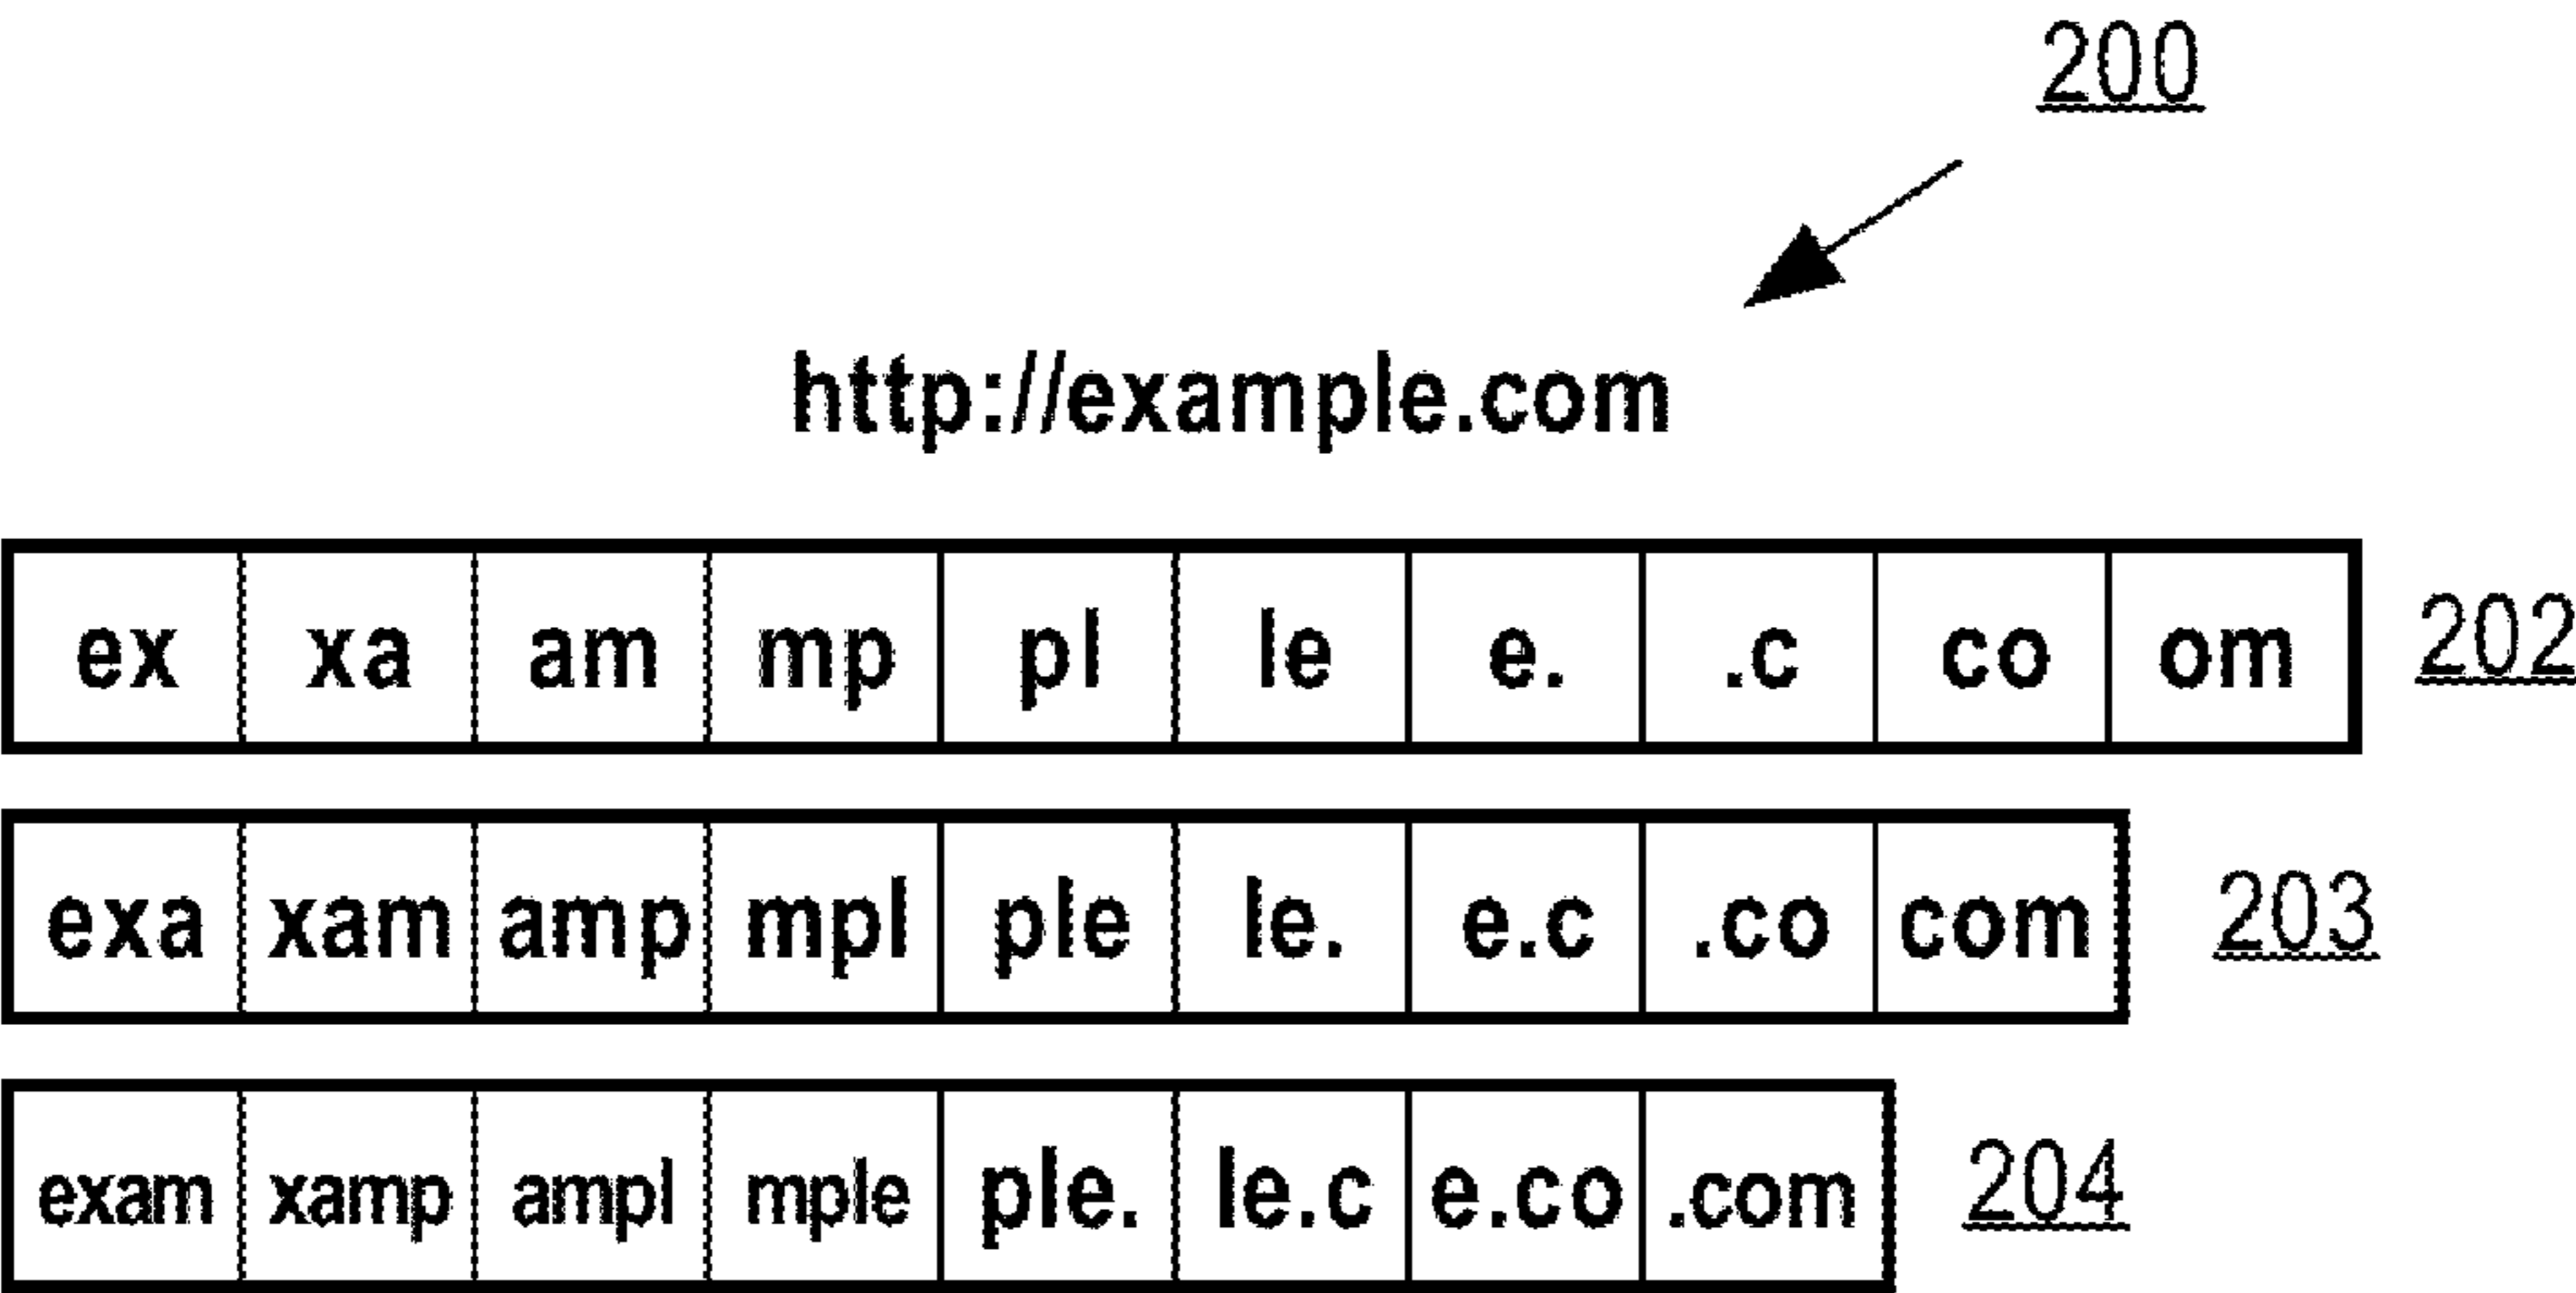 200
http://example.com
ex xa am mp pl le e. .c co om 202
exa xam amp mpl ple le. e.c .co com 203
exam xamp ampl mple ple. le.c e.co .com 204